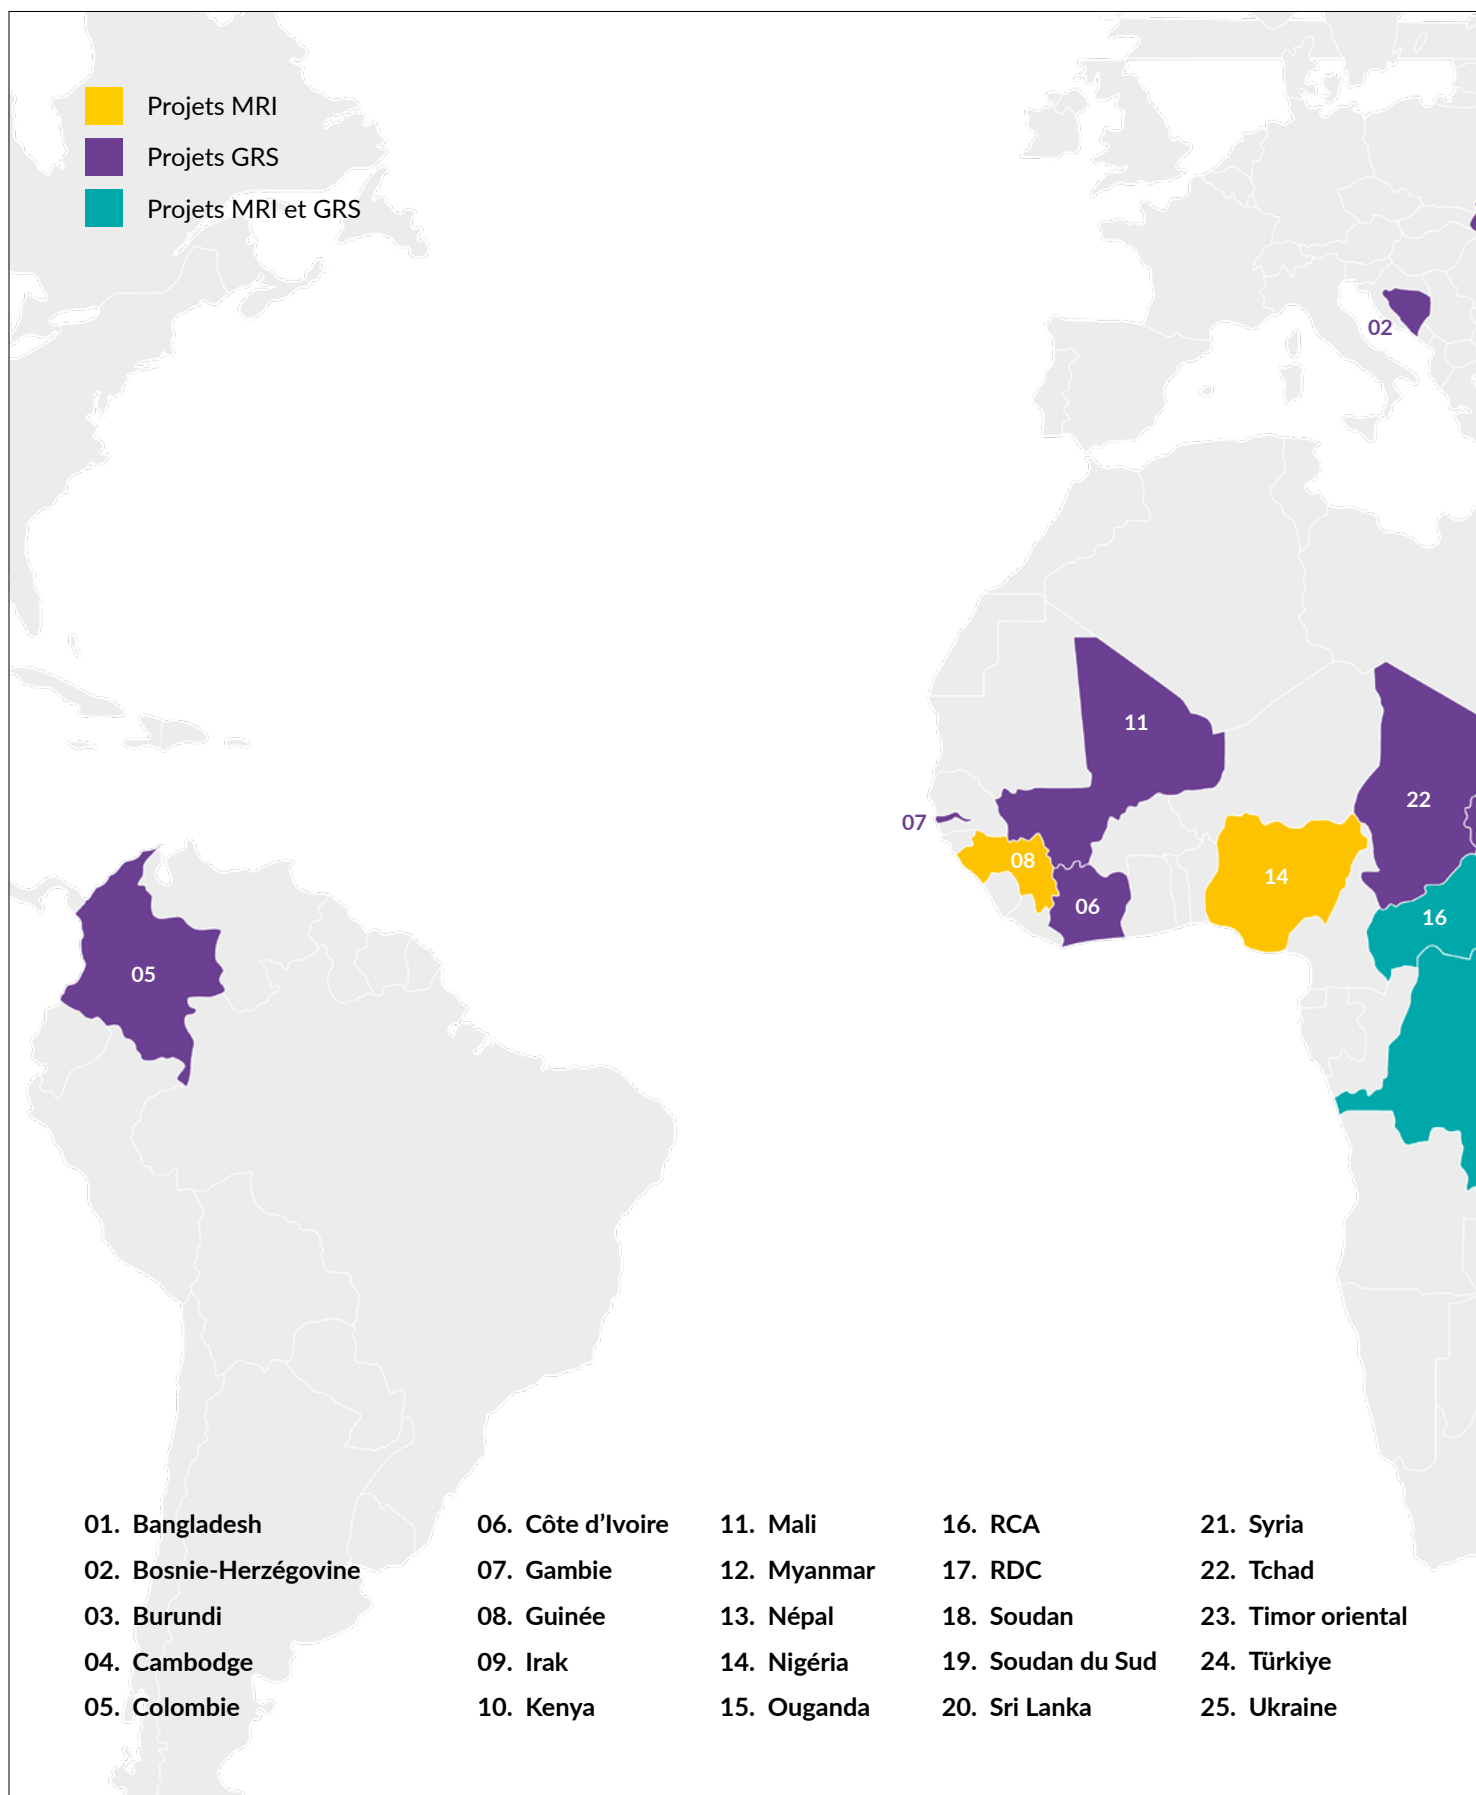 Projets MRI
Projets GRS
Projets MRI et GRS
02
11
22
07
08
14
06
16
05
01. Bangladesh
02. Bosnie-Herzégovine
03. Burundi
04. Cambodge
05. Colombie
06. Côte d’Ivoire
07. Gambie
08. Guinée
09. Irak
10. Kenya
11. Mali
12. Myanmar
13. Népal
14. Nigéria
15. Ouganda
16. RCA
17. RDC
18. Soudan
19. Soudan du Sud
20. Sri Lanka
21. Syria
22. Tchad
23. Timor oriental
24. Türkiye
25. Ukraine